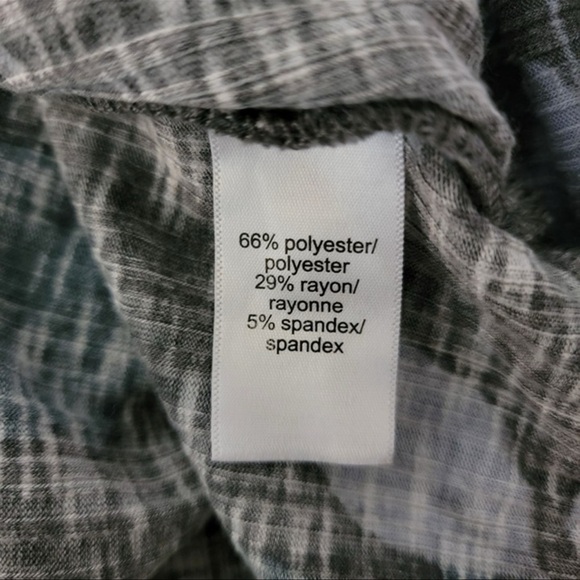 66% polyester/
polyester
29% rayon/
rayonne
5% spandex/
spandex